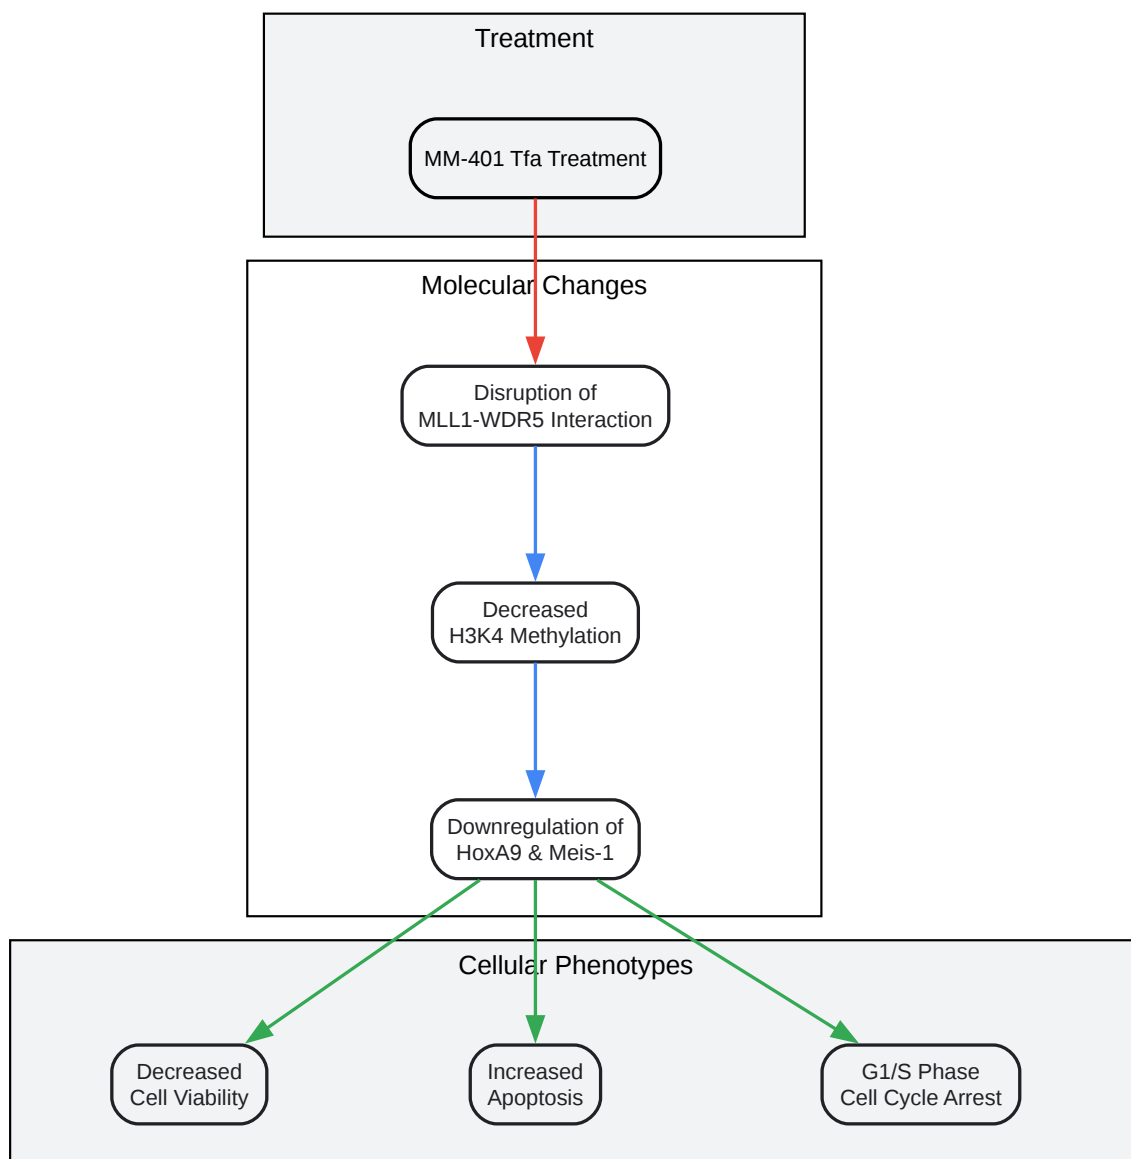 Treatment
MM-401 Tfa Treatment
Molecular Changes
Disruption of
MLL1-WDR5 Interaction
Decreased
H3K4 Methylation
Downregulation of
HoxA9 & Meis-1
Cellular Phenotypes
Decreased
Cell Viability
Increased
Apoptosis
G1/S Phase
Cell Cycle Arrest